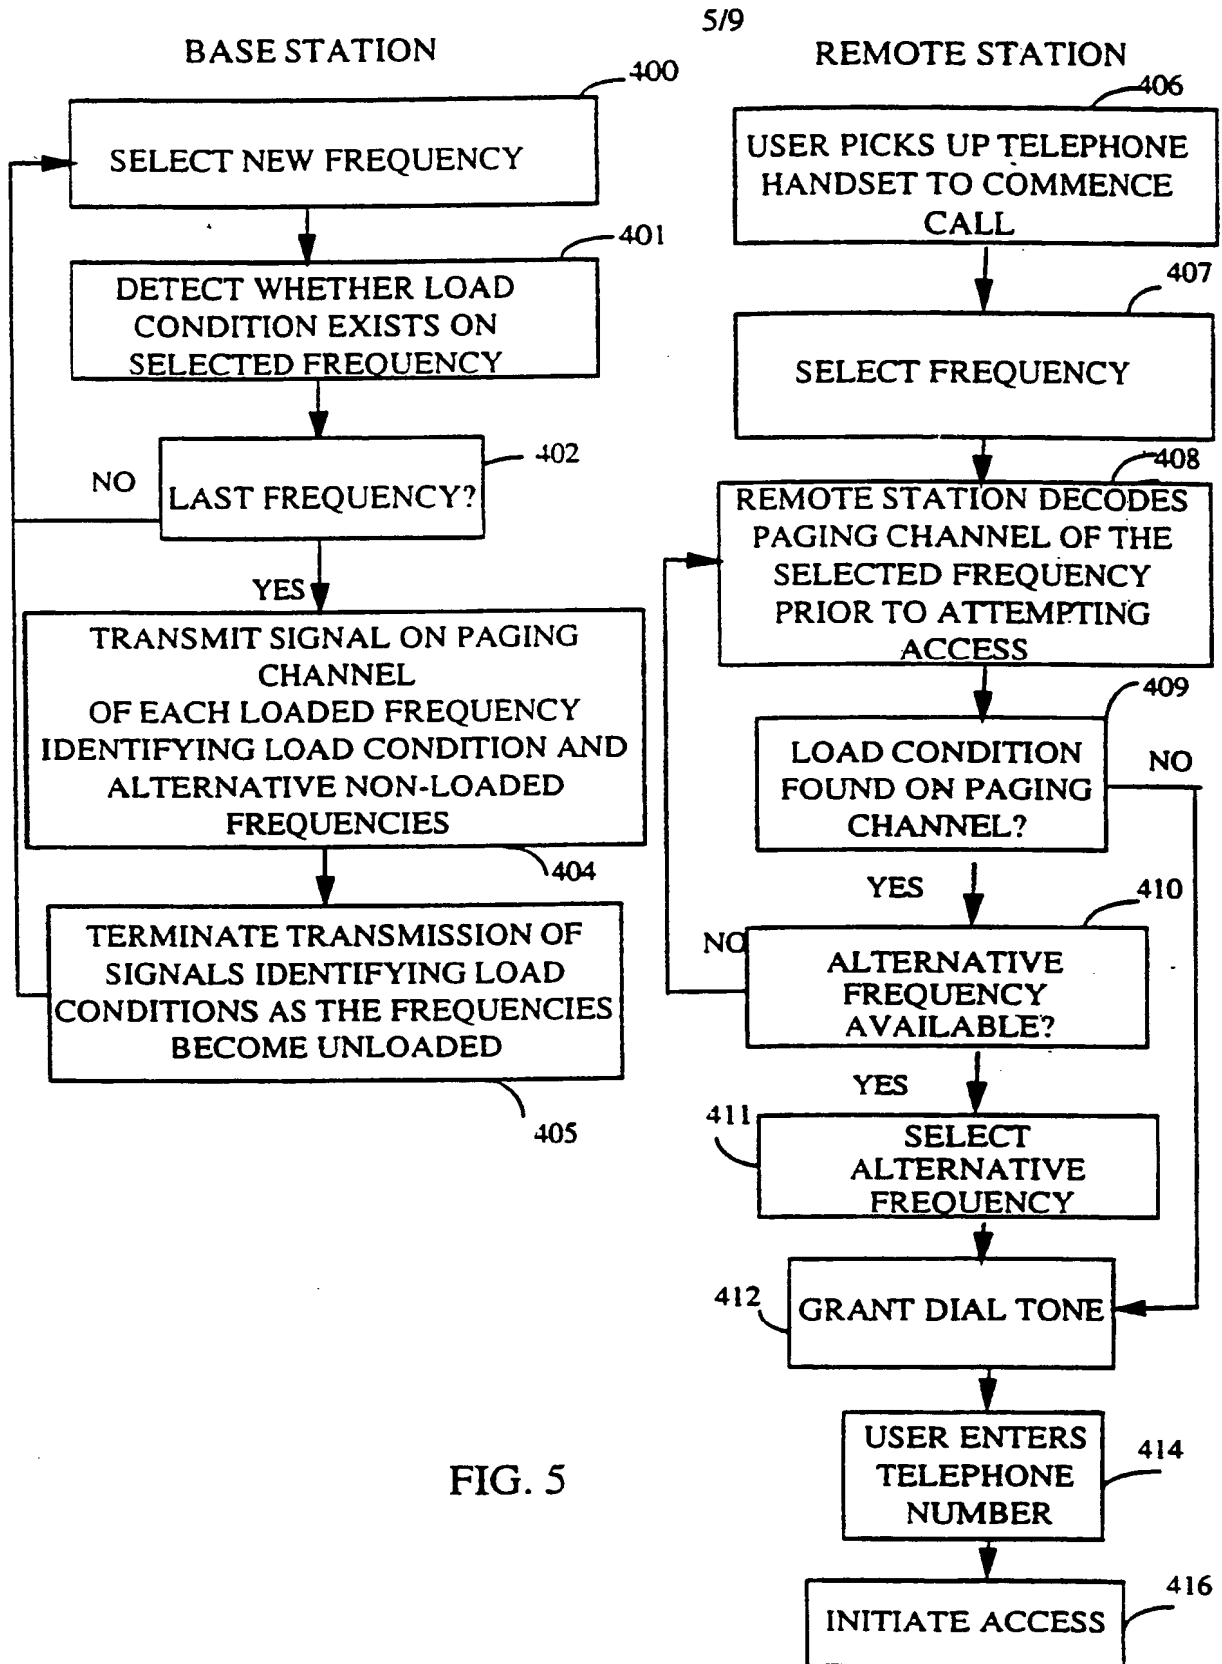 5/9
BASE STATION
400
SELECT NEW FREQUENCY
401
DETECT WHETHER LOAD
CONDITION EXISTS ON
SELECTED FREQUENCY
402
NO
LAST FREQUENCY?
YES
TRANSMIT SIGNAL ON PAGING
CHANNEL
OF EACH LOADED FREQUENCY
IDENTIFYING LOAD CONDITION AND
ALTERNATIVE NON-LOADED
FREQUENCIES
404
TERMINATE TRANSMISSION OF
SIGNALS IDENTIFYING LOAD
CONDITIONS AS THE FREQUENCIES
BECOME UNLOADED
405
REMOTE STATION
406
USER PICKS UP TELEPHONE
HANDSET TO COMMENCE
CALL
407
SELECT FREQUENCY
408
REMOTE STATION DECODES
PAGING CHANNEL OF THE
SELECTED FREQUENCY
PRIOR TO ATTEMPTING
ACCESS
409
LOAD CONDITION
FOUND ON PAGING
CHANNEL?
NO
YES
410
NO
ALTERNATIVE
FREQUENCY
AVAILABLE?
YES
411
SELECT
ALTERNATIVE
FREQUENCY
412
GRANT DIAL TONE
USER ENTERS
TELEPHONE
NUMBER
414
416
INITIATE ACCESS
FIG. 5